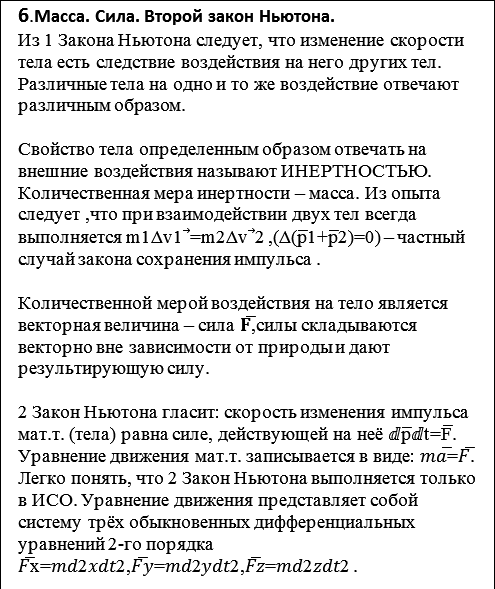 6.Масса. Сила. Второй закон Ньютона.
Из 1 Закона Ньютона следует, что изменение скорости
тела есть следствие воздействия на него других тел.
Различные тела на одно и то же воздействие отвечают
различным образом.
Свойство тела определенным образом отвечать на
внешние воздействия называют ИНЕРТНОСТЬЮ.
Количественная мера инертности – масса. Из опыта
следует ,что при взаимодействии двух тел всегда
выполняется m1Δv1⃗=m2Δv⃗2 ,(Δ(p̅1+p̅2)=0) – частный
случай закона сохранения импульса .
Количественной мерой воздействия на тело является
векторная величина – сила F̅,силы складываются
векторно вне зависимости от природы и дают
результирующую силу.
2 Закон Ньютона гласит: скорость изменения импульса
мат.т. (тела) равна силе, действующей на неё ⅆp̅ⅆt=F̅.
Уравнение движения мат.т. записывается в виде: ma̅=F̅.
Легко понять, что 2 Закон Ньютона выполняется только
в ИСО. Уравнение движения представляет собой
систему трёх обыкновенных дифференциальных
уравнений 2-го порядка
F̅x=md2xdt2,F̅y=md2ydt2,F̅z=md2zdt2 .